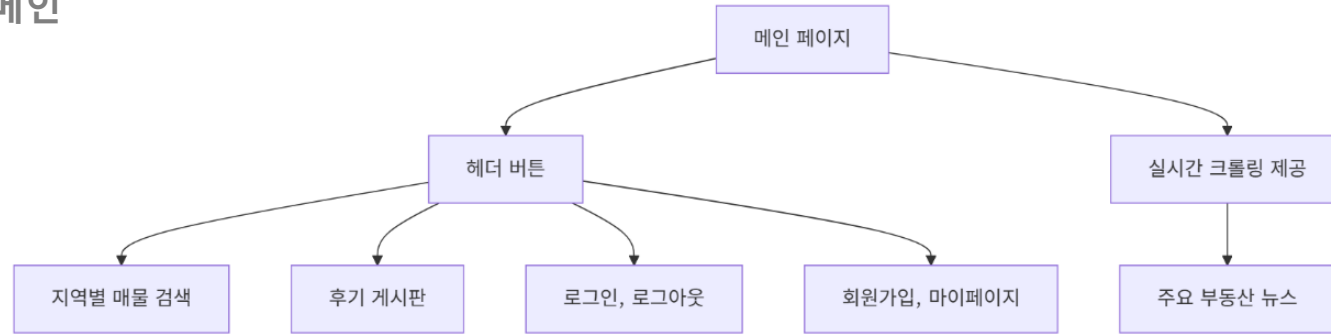 메인
메인 페이지
헤더 버튼
실시간 크롤링 제공
지역별 매물 검색
후기 게시판
로그인, 로그아웃
회원가입, 마이페이지
주요 부동산 뉴스